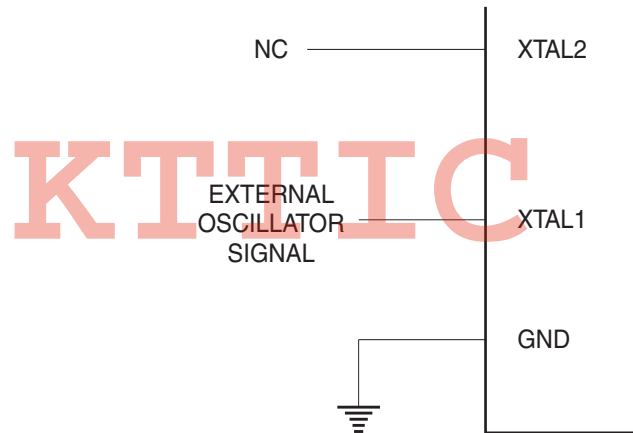 NC XTAL2
KTTIC
EXTERNAL
OSCILLATOR XTAL1
SIGNAL
GND